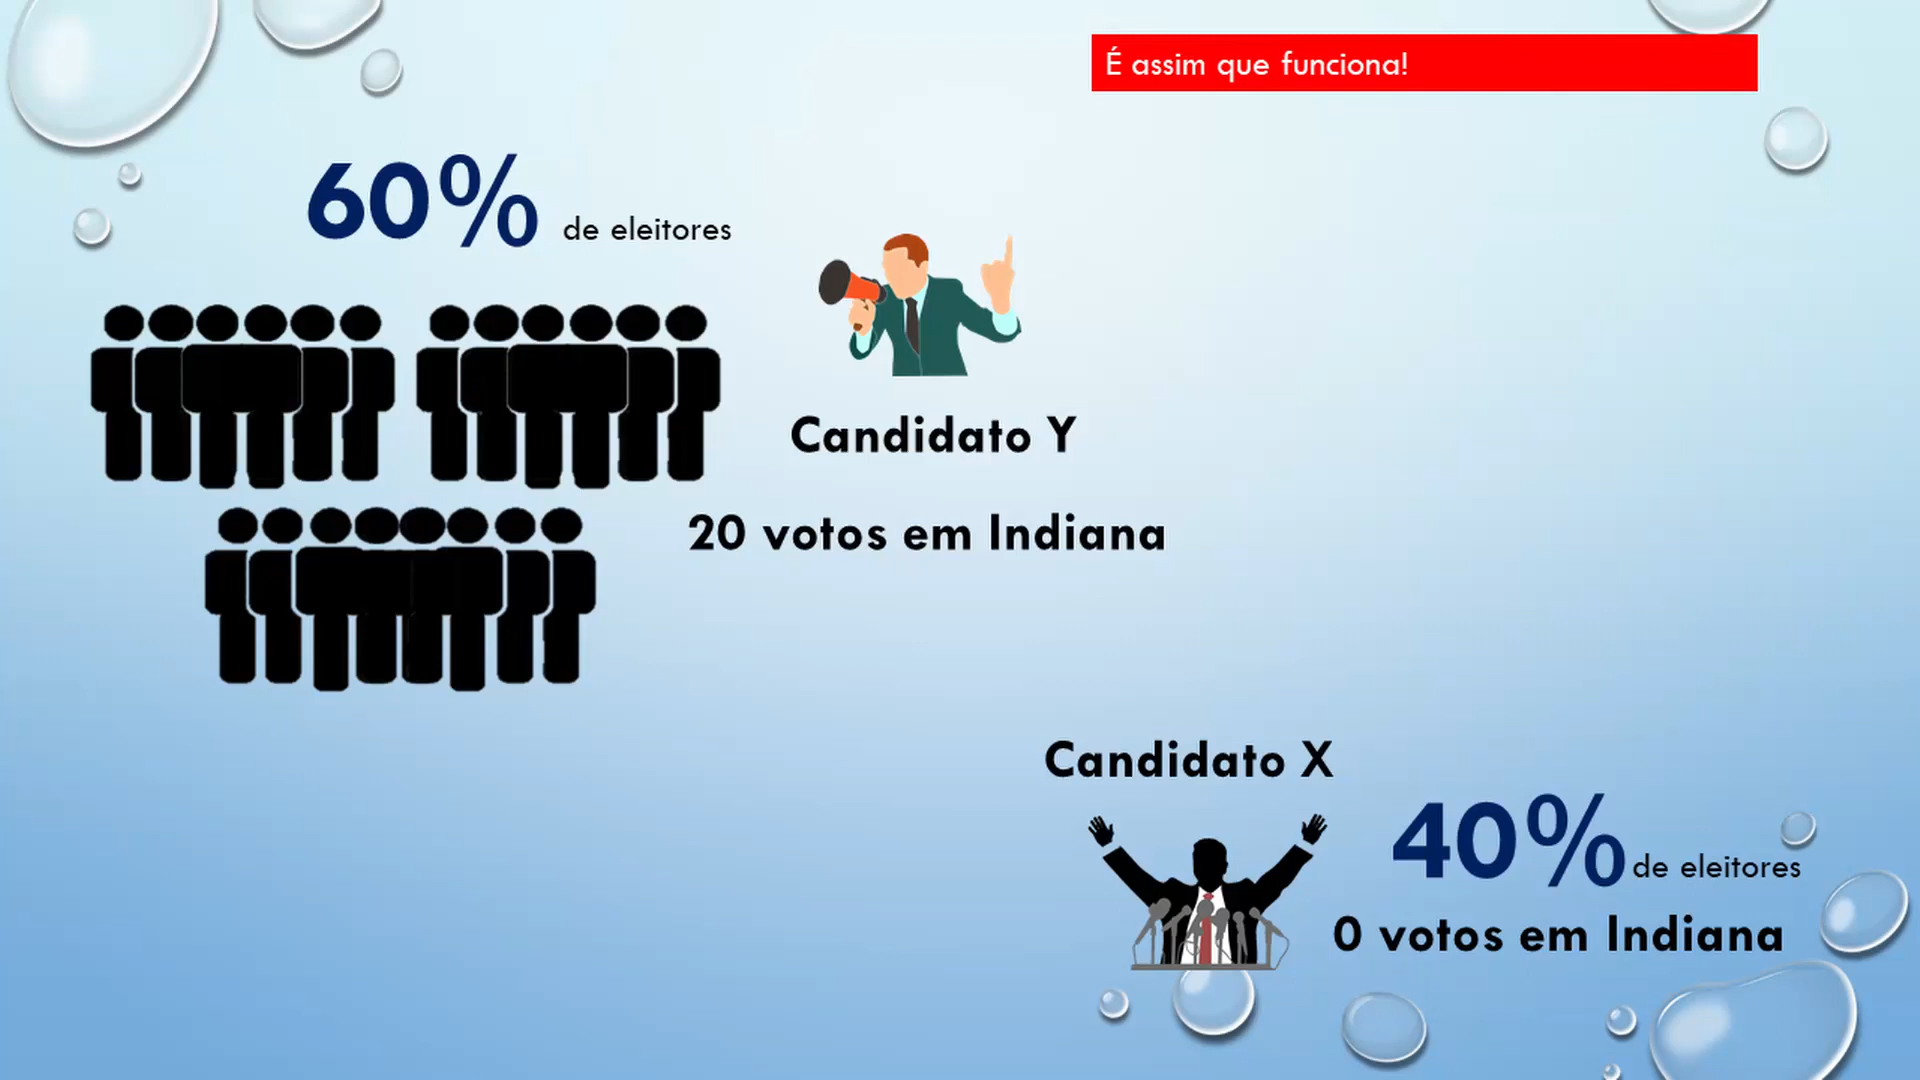 É assim que funciona!
60% de eleitores
Candidato Y
20 votos em Indiana
Candidato X
40% de eleitores
0 votos em Indiana